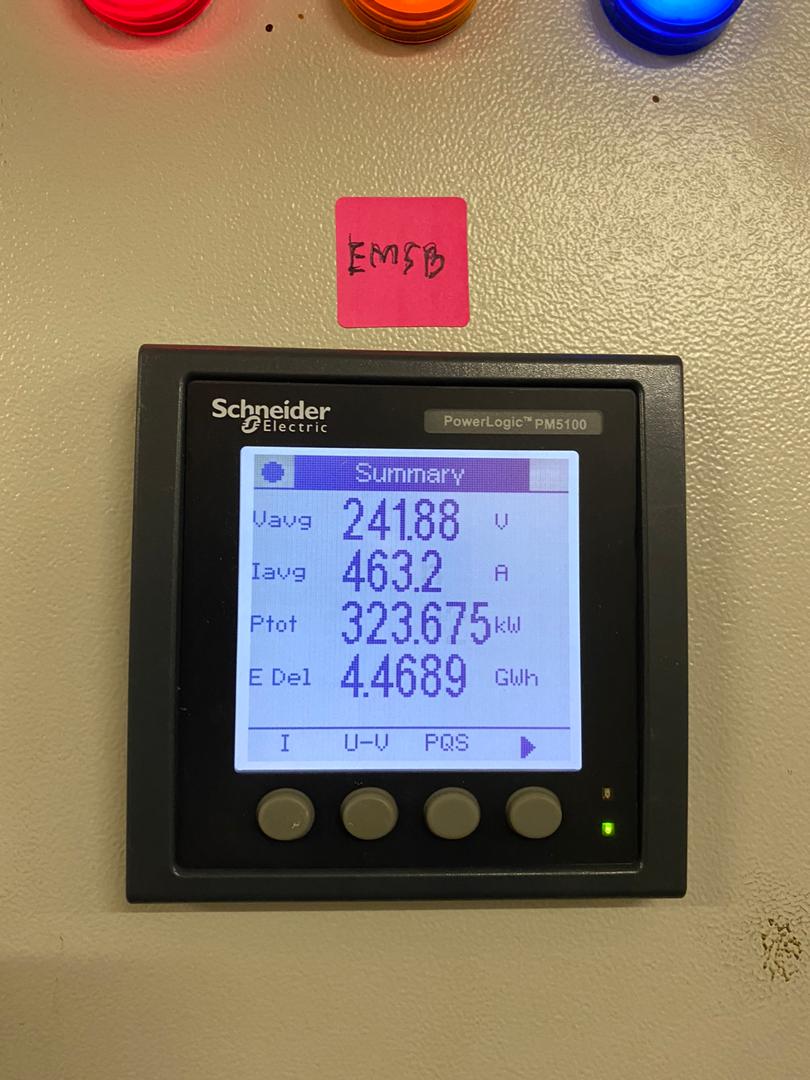 EMSB
Schneider
Electric
PowerLogic™ PM5100
Summary
Vavg 241.88 V
Iavg 463.2 A
Ptot 323.675 kW
E Del 4.4689 GWh
I U-V PQS